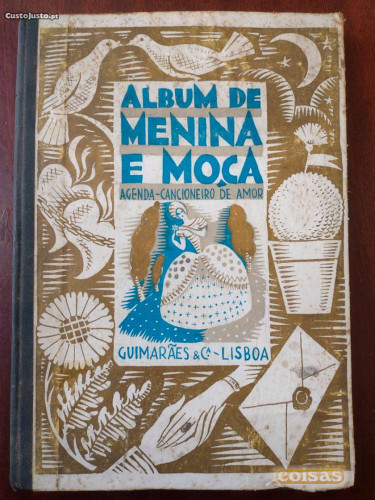 CustoJusto.pt
ALBUM DE
MENINA
E MOÇA
AGENDA-CANCIONEIRO DE AMOR
GUIMARÃES & Cª - LISBOA
coisas